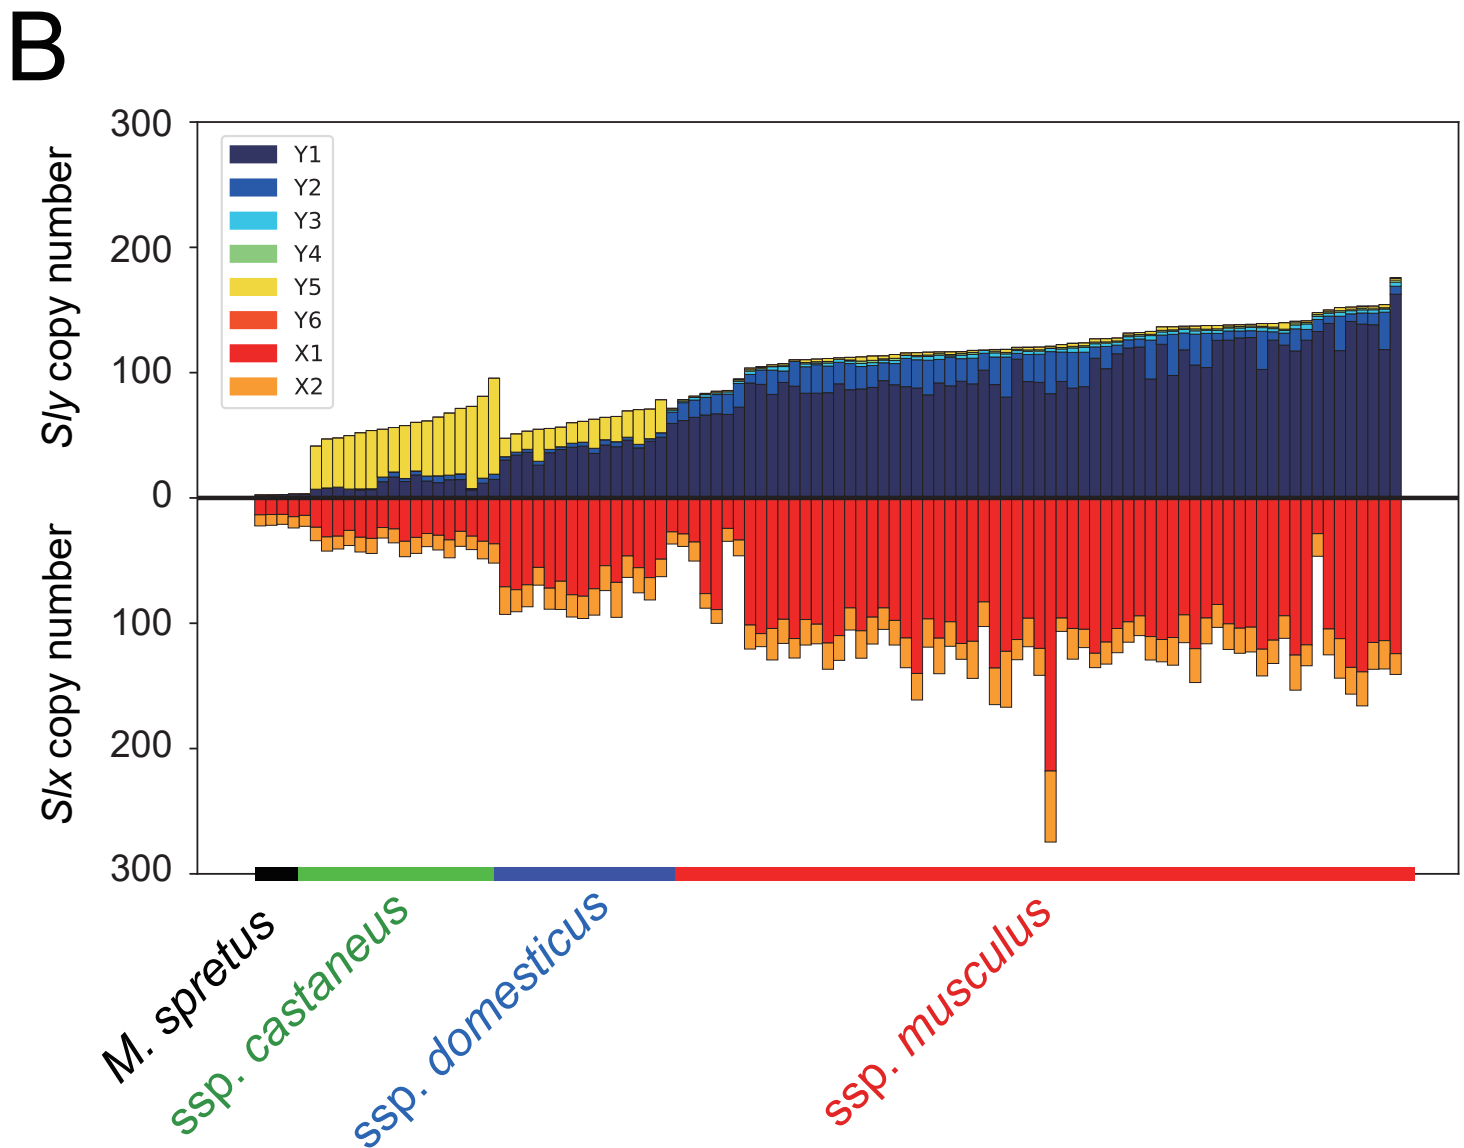 B
Sly copy number
300
200
100
0
Y1
Y2
Y3
Y4
Y5
Y6
X1
X2
Slx copy number
100
200
300
M. spretus
ssp. castaneus
ssp. domesticus
ssp. musculus